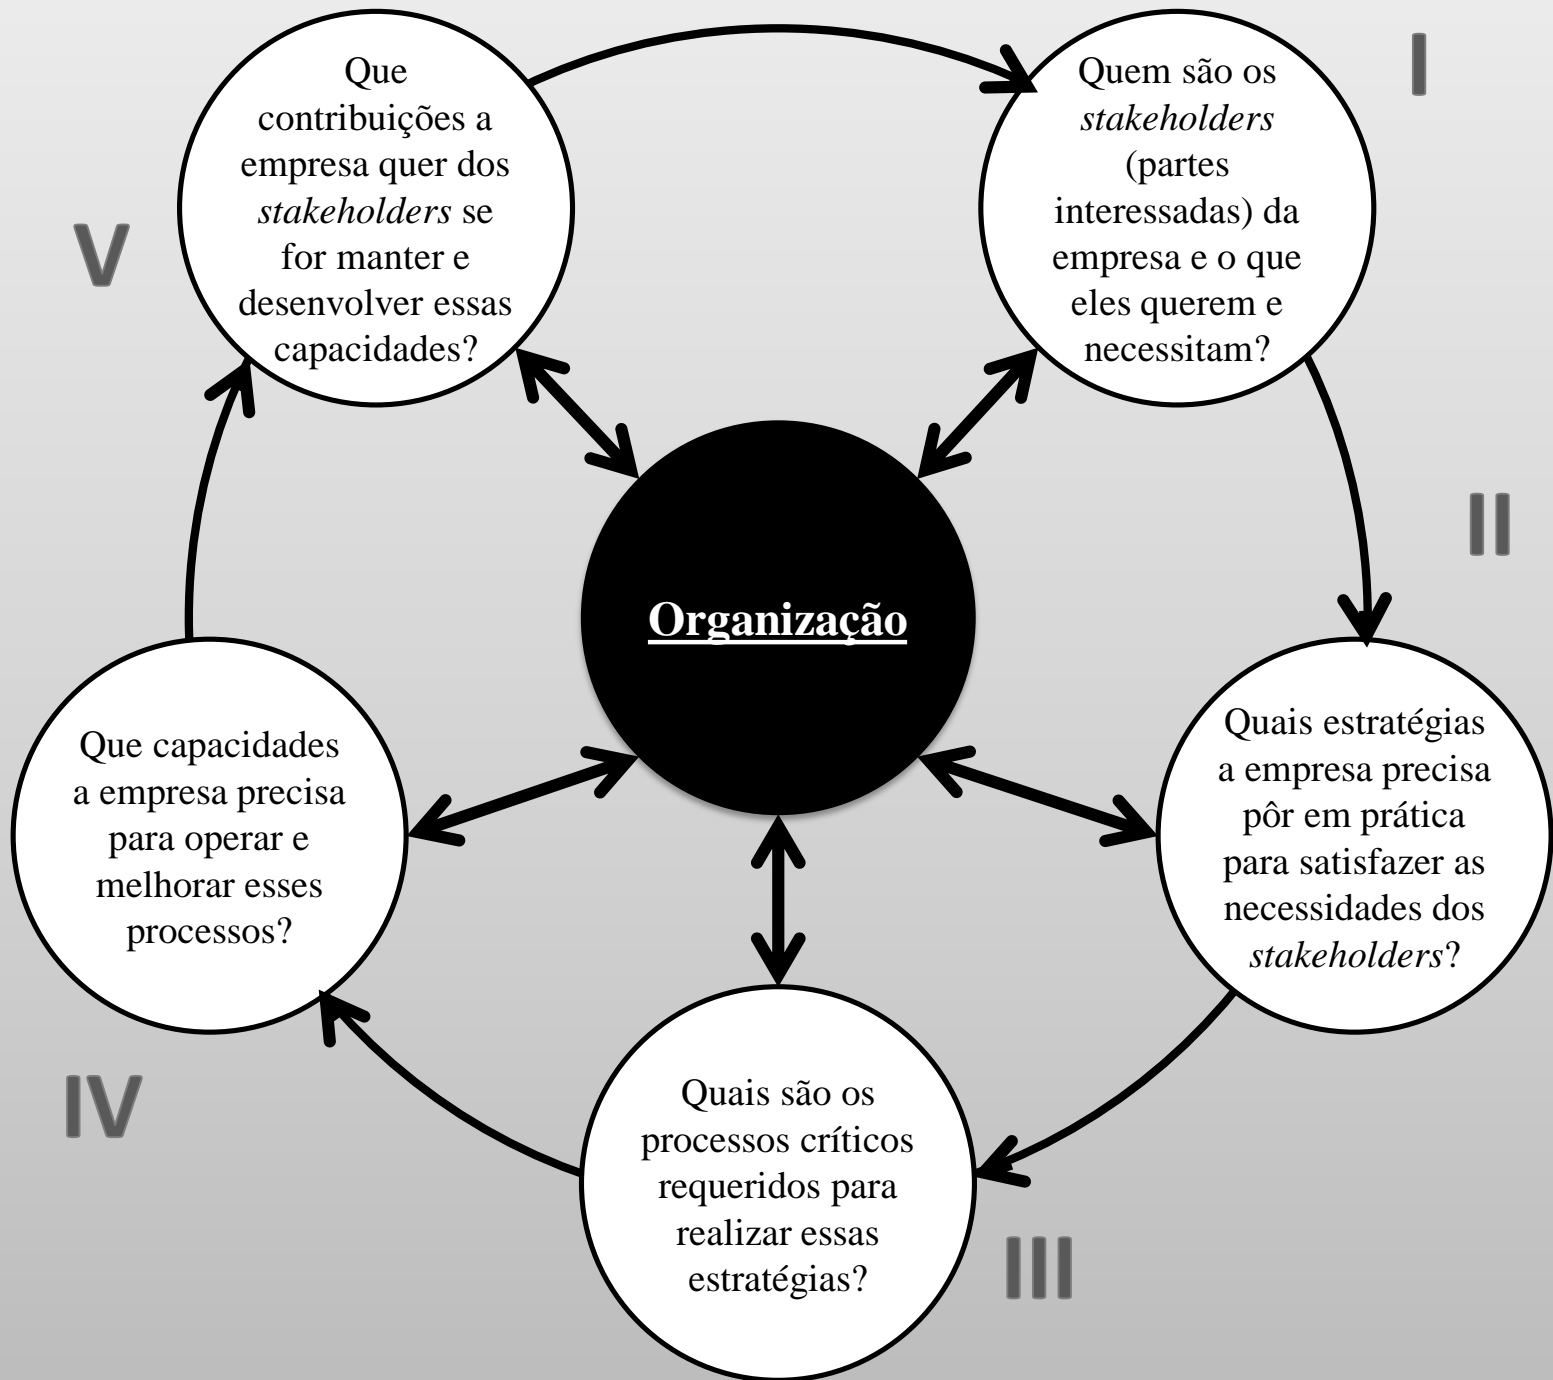 I
Quem são os
stakeholders
(partes
interessadas) da
empresa e o que
eles querem e
necessitam?
II
Quais estratégias
a empresa precisa
pôr em prática
para satisfazer as
necessidades dos
stakeholders?
III
Quais são os
processos críticos
requeridos para
realizar essas
estratégias?
IV
Que capacidades
a empresa precisa
para operar e
melhorar esses
processos?
V
Que
contribuições a
empresa quer dos
stakeholders se
for manter e
desenvolver essas
capacidades?
Organização